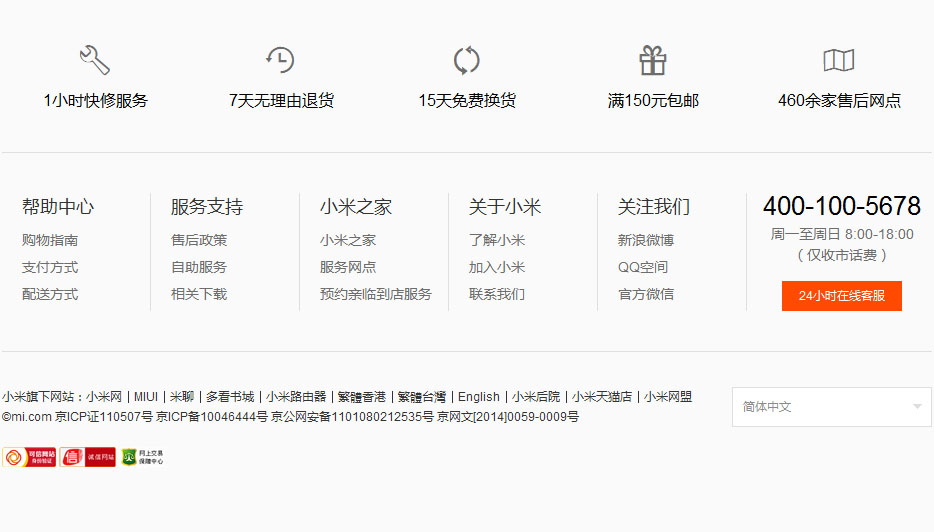 1小时快修服务
7天无理由退货
15天免费换货
满150元包邮
460余家售后网点
帮助中心
购物指南
支付方式
配送方式
服务支持
售后政策
自助服务
相关下载
小米之家
小米之家
服务网点
预约亲临到店服务
关于小米
了解小米
加入小米
联系我们
关注我们
新浪微博
QQ空间
官方微信
400-100-5678
周一至周日 8:00-18:00
（仅收市话费）
24小时在线客服
小米旗下网站：小米网|MIUI|米聊|多看书城|小米路由器|繁體香港|繁體台灣|English|小米后院|小米天猫店|小米网盟
©mi.com 京ICP证110507号 京ICP备10046444号 京公网安备1101080212535号 京网文[2014]0059-0009号
简体中文
可信网站
身份验证
信 诚信网站
网上交易
保障中心